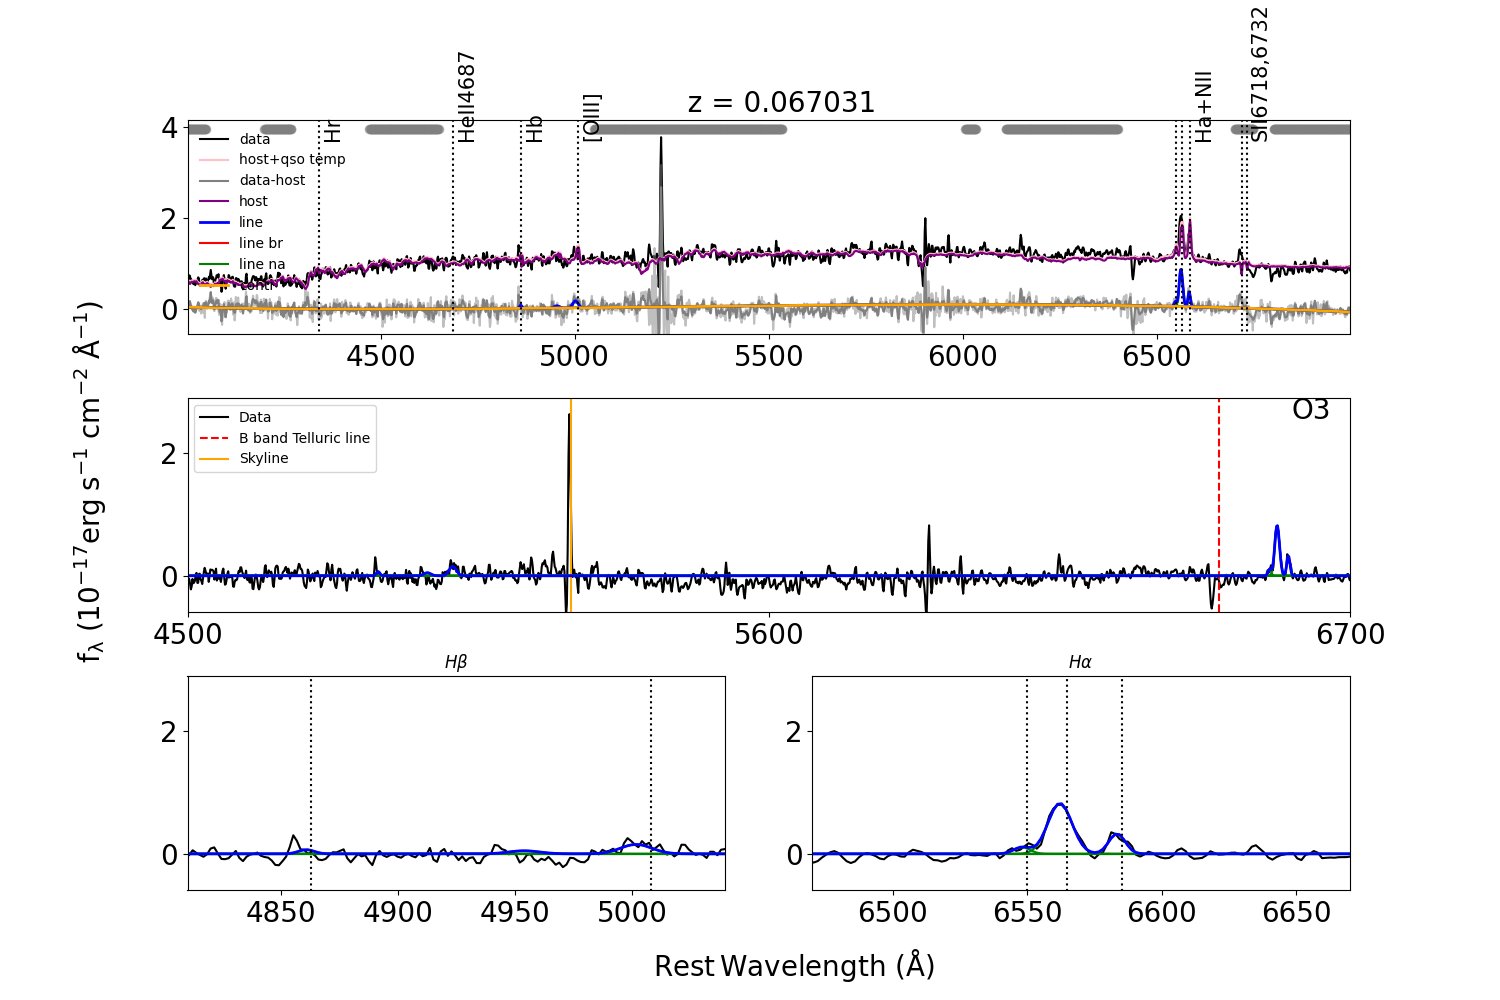 z = 0.067031
Hr
HeII4687
Hb
[OIII]
Ha+NII
SII6718,6732
data
host+qso temp
data-host
host
line
line br
line na
conti
4
2
0
4500
5000
5500
6000
6500
fλ (10⁻¹⁷erg s⁻¹ cm⁻² Å⁻¹)
O3
Data
B band Telluric line
Skyline
2
0
4500
5600
6700
Hβ
2
0
4850
4900
4950
5000
Hα
2
0
6500
6550
6600
6650
Rest Wavelength (Å)